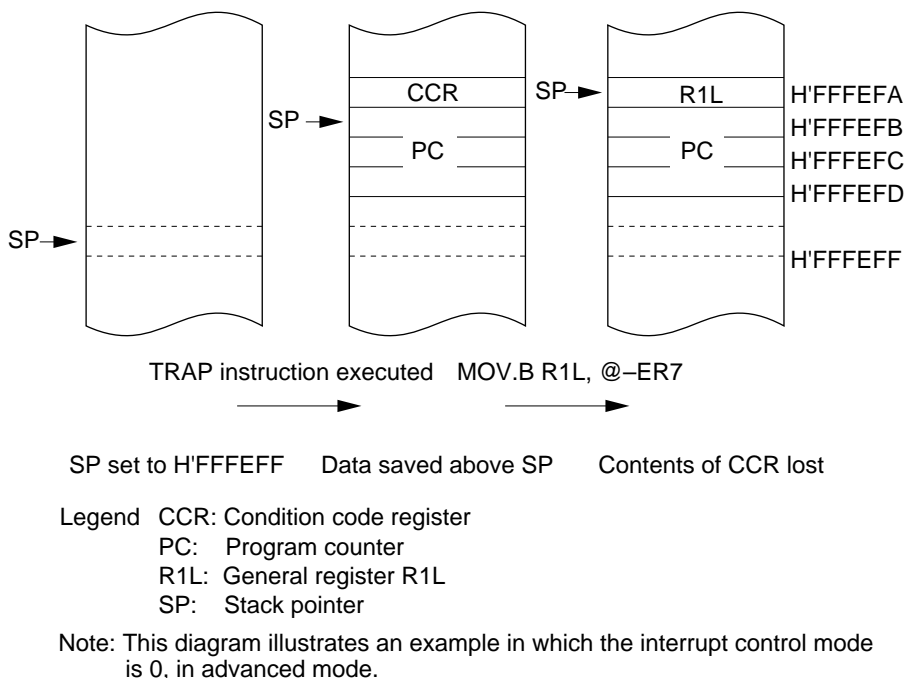 CCR SP R1L H'FFFEFA
SP H'FFFEFB
PC PC H'FFFEFC
H'FFFEFD
SP
H'FFFEFF
TRAP instruction executed MOV.B R1L, @–ER7
SP set to H'FFFEFF Data saved above SP Contents of CCR lost
Legend CCR: Condition code register
PC: Program counter
R1L: General register R1L
SP: Stack pointer
Note: This diagram illustrates an example in which the interrupt control mode
is 0, in advanced mode.